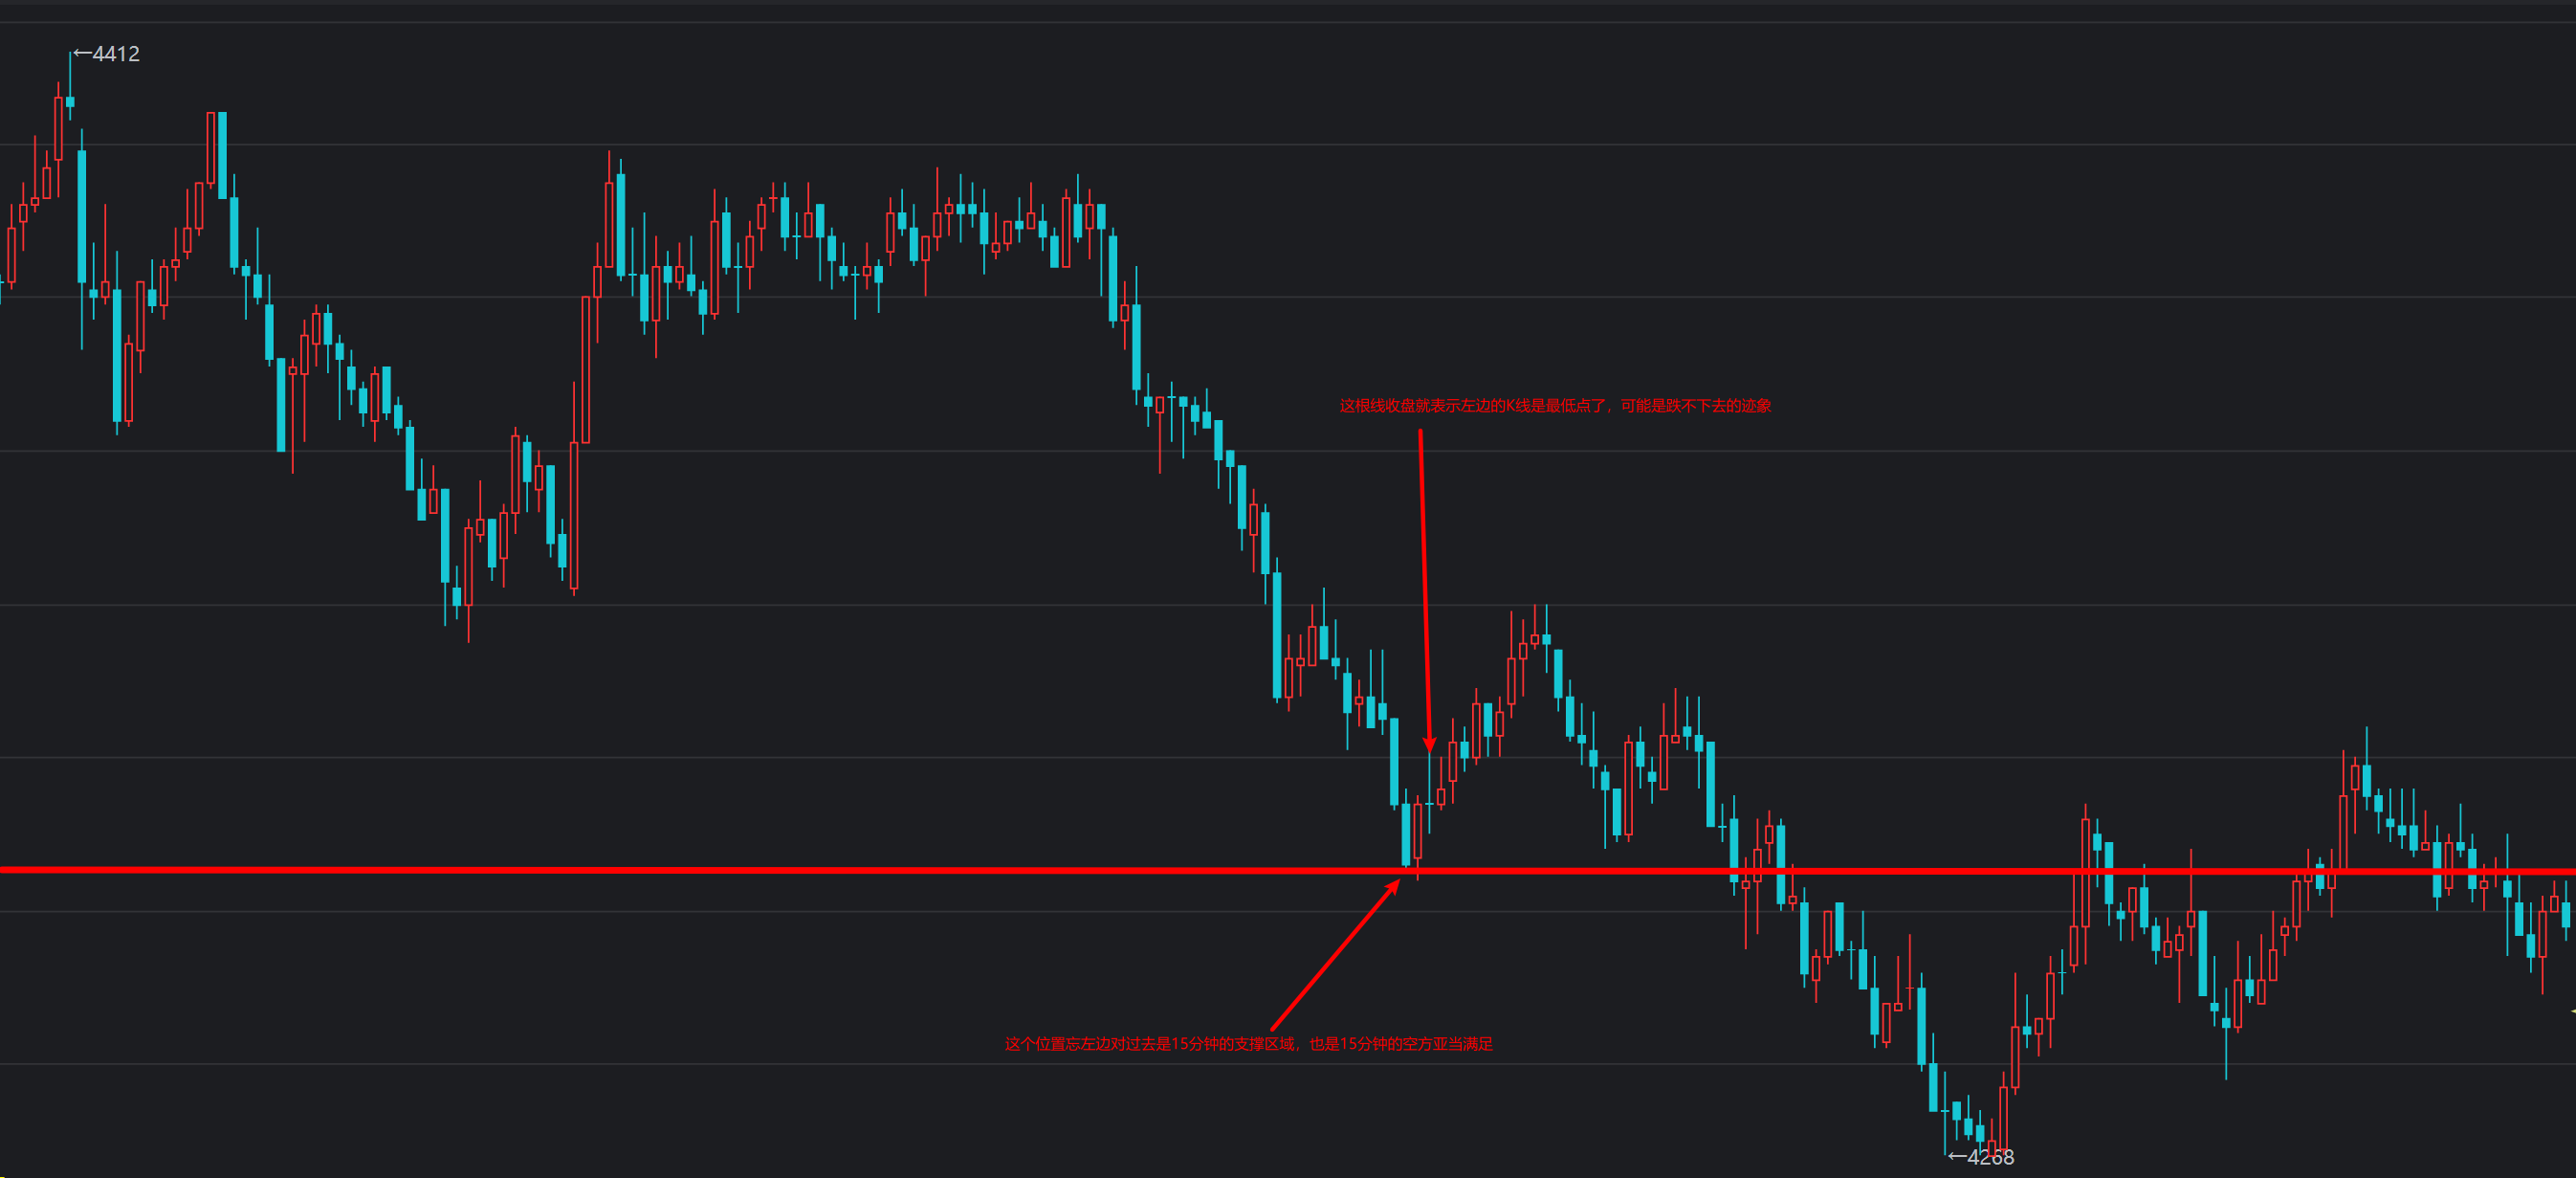 ←4412
这根线收盘就表示左边的K线是最低点了，可能是跌不下去的迹象
这个位置忘左边对过去是15分钟的支撑区域，也是15分钟的空方亚当满足
←4268